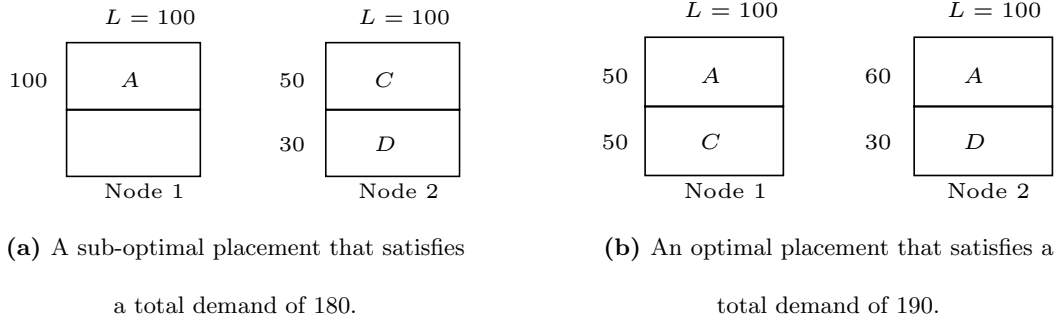 L = 100 L = 100
100 A 50 C
30 D
Node 1 Node 2
(a) A sub-optimal placement that satisfies
a total demand of 180.
L = 100 L = 100
50 A 60 A
50 C 30 D
Node 1 Node 2
(b) An optimal placement that satisfies a
total demand of 190.